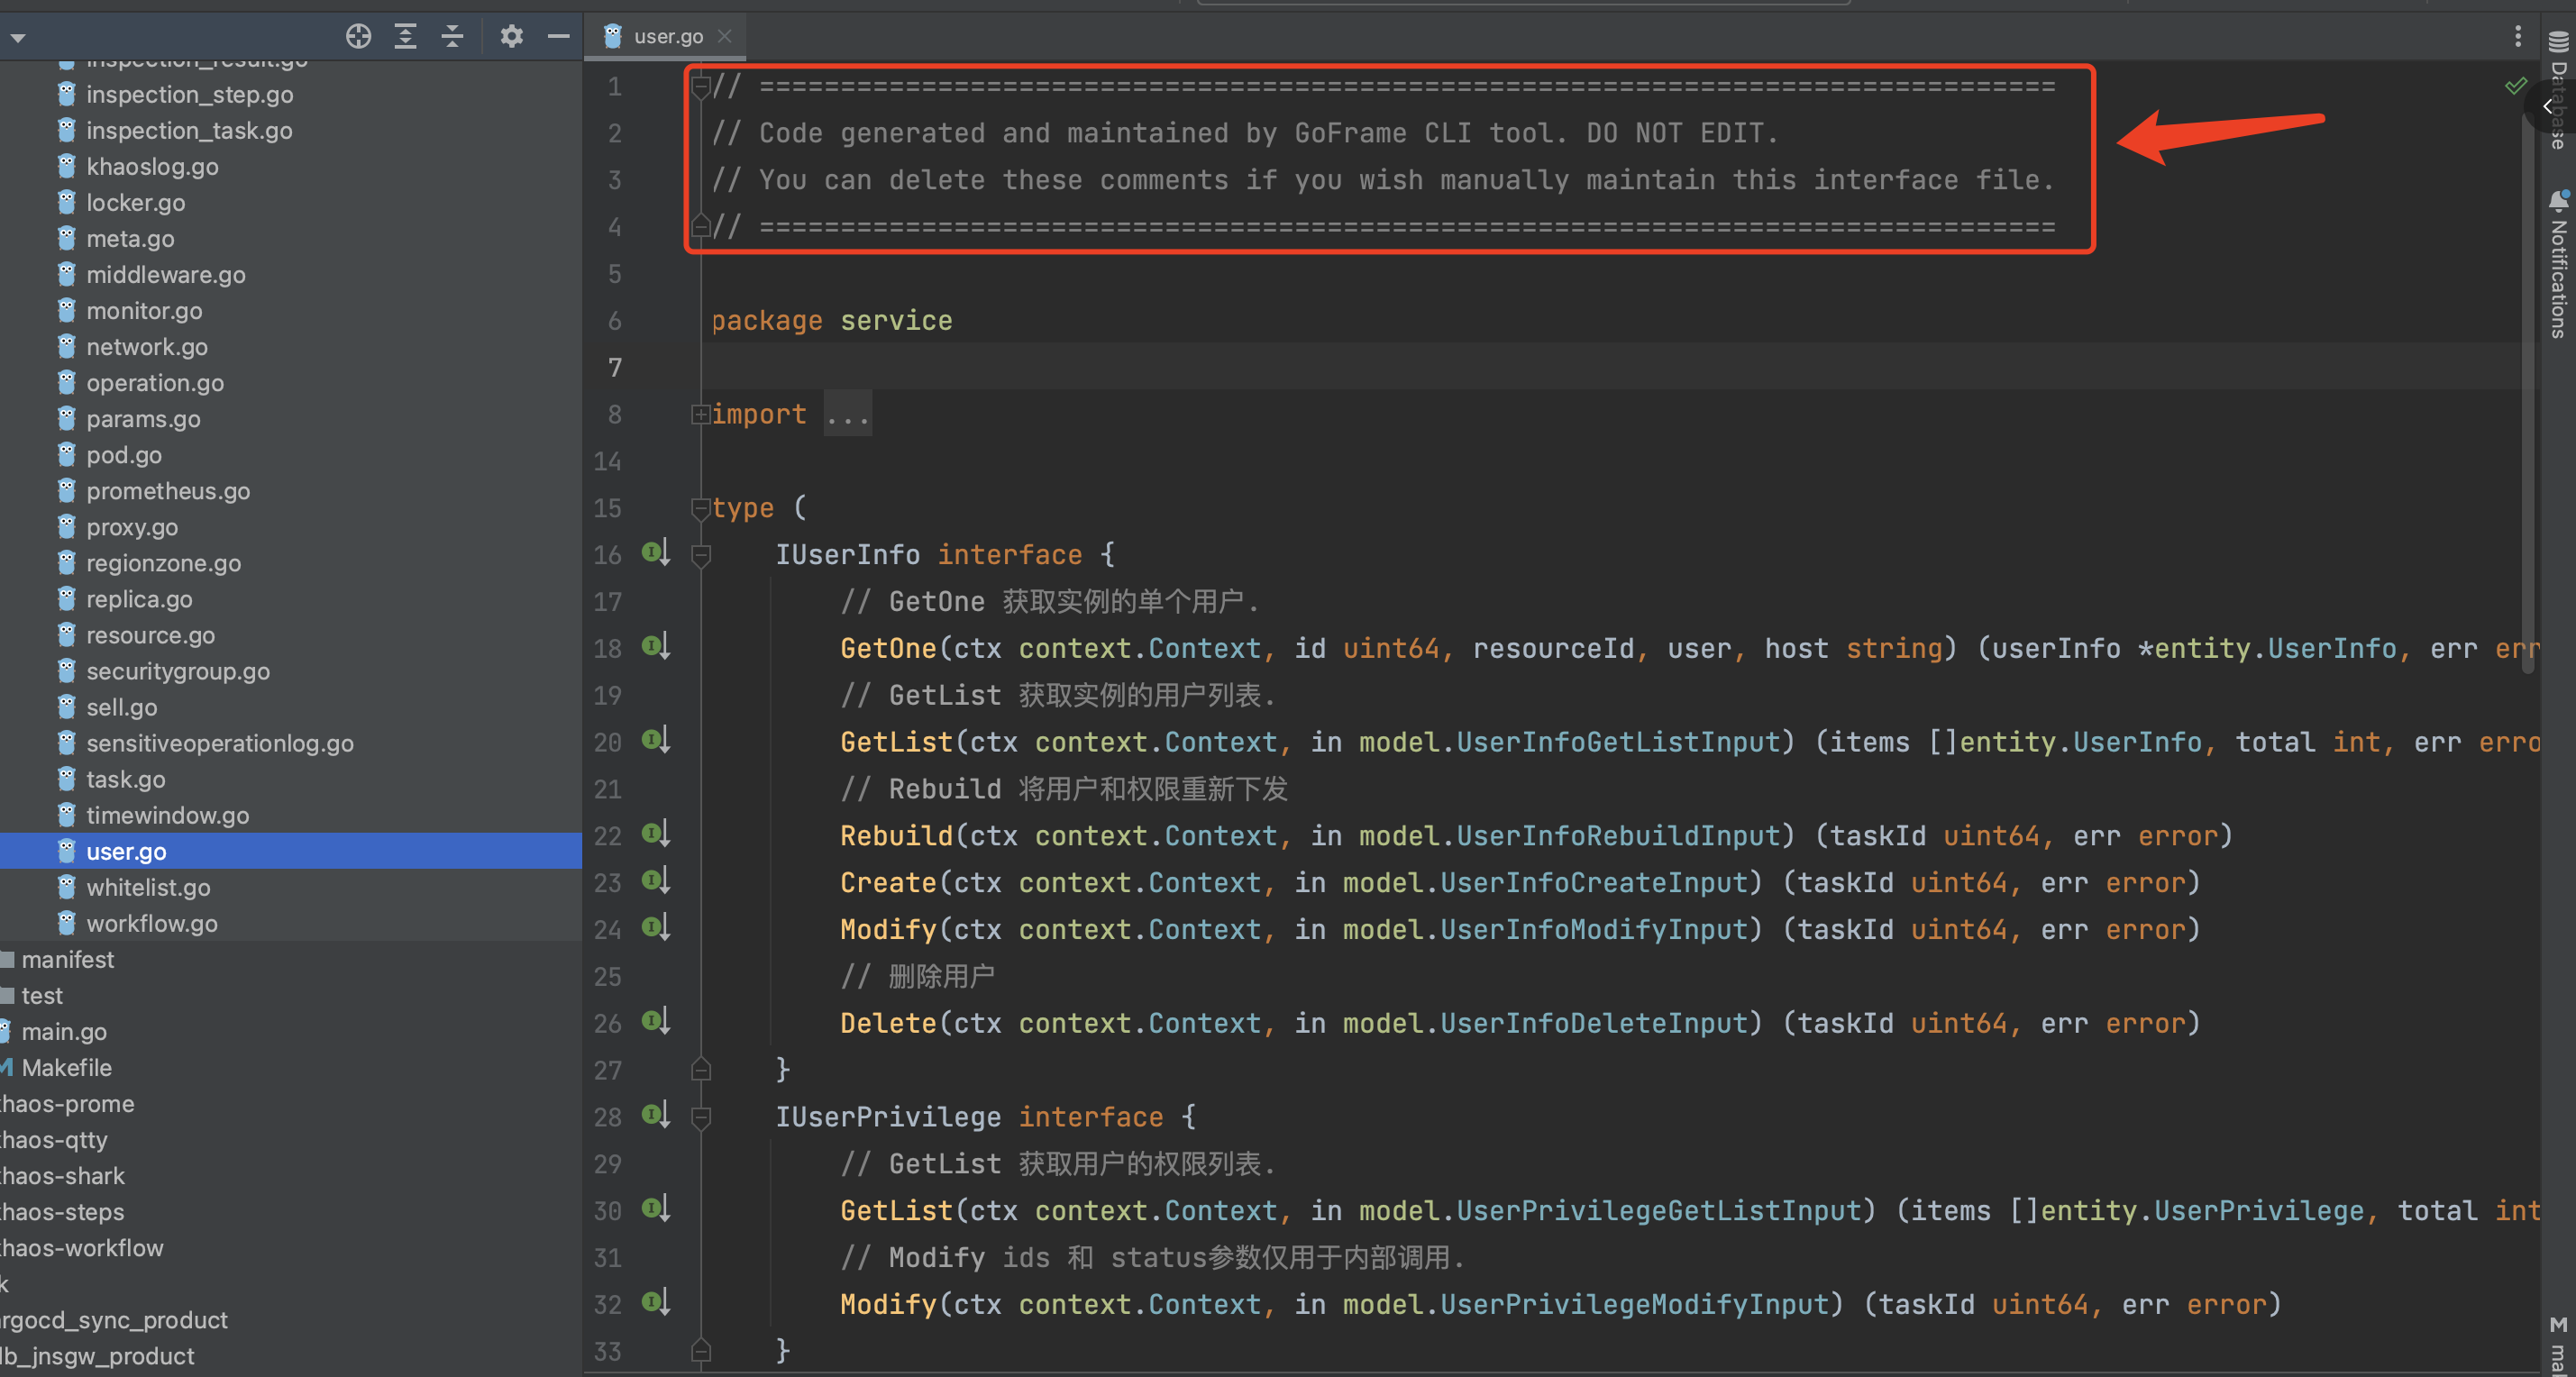 inspection_result.go
inspection_step.go
inspection_task.go
khaoslog.go
locker.go
meta.go
middleware.go
monitor.go
network.go
operation.go
params.go
pod.go
prometheus.go
proxy.go
regionzone.go
replica.go
resource.go
securitygroup.go
sell.go
sensitiveoperationlog.go
task.go
timewindow.go
user.go
whitelist.go
workflow.go
manifest
test
main.go
Makefile
haos-prome
haos-qtty
haos-shark
haos-steps
haos-workflow
k
rgocd_sync_product
lb_jnsgw_product
user.go
1 // ================================================================================
2 // Code generated and maintained by GoFrame CLI tool. DO NOT EDIT.
3 // You can delete these comments if you wish manually maintain this interface file.
4 // ================================================================================
5
6 package service
7
8 import ...
14
15 type (
16 IUserInfo interface {
17 // GetOne 获取实例的单个用户.
18 GetOne(ctx context.Context, id uint64, resourceId, user, host string) (userInfo *entity.UserInfo, err err
19 // GetList 获取实例的用户列表.
20 GetList(ctx context.Context, in model.UserInfoGetListInput) (items []entity.UserInfo, total int, err erro
21 // Rebuild 将用户和权限重新下发
22 Rebuild(ctx context.Context, in model.UserInfoRebuildInput) (taskId uint64, err error)
23 Create(ctx context.Context, in model.UserInfoCreateInput) (taskId uint64, err error)
24 Modify(ctx context.Context, in model.UserInfoModifyInput) (taskId uint64, err error)
25 // 删除用户
26 Delete(ctx context.Context, in model.UserInfoDeleteInput) (taskId uint64, err error)
27 }
28 IUserPrivilege interface {
29 // GetList 获取用户的权限列表.
30 GetList(ctx context.Context, in model.UserPrivilegeGetListInput) (items []entity.UserPrivilege, total int
31 // Modify ids 和 status参数仅用于内部调用.
32 Modify(ctx context.Context, in model.UserPrivilegeModifyInput) (taskId uint64, err error)
33 }
Database
Notifications
M ma